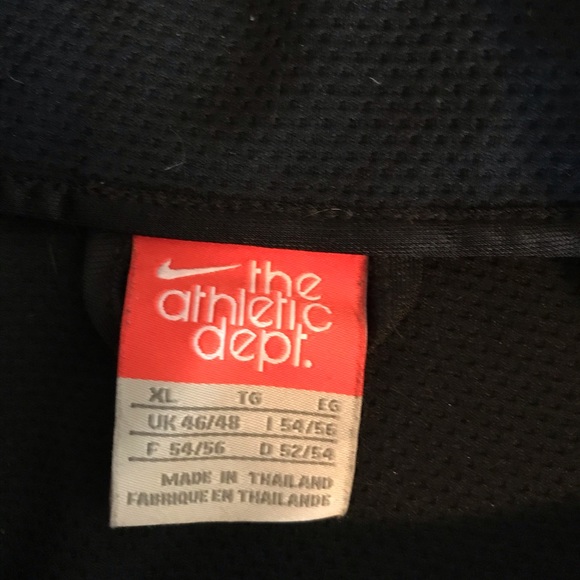 the
athletic
dept.
XL TG EG
UK 46/48 I 54/56
F 54/56 D 52/54
MADE IN THAILAND
FABRIQUE EN THAILANDE